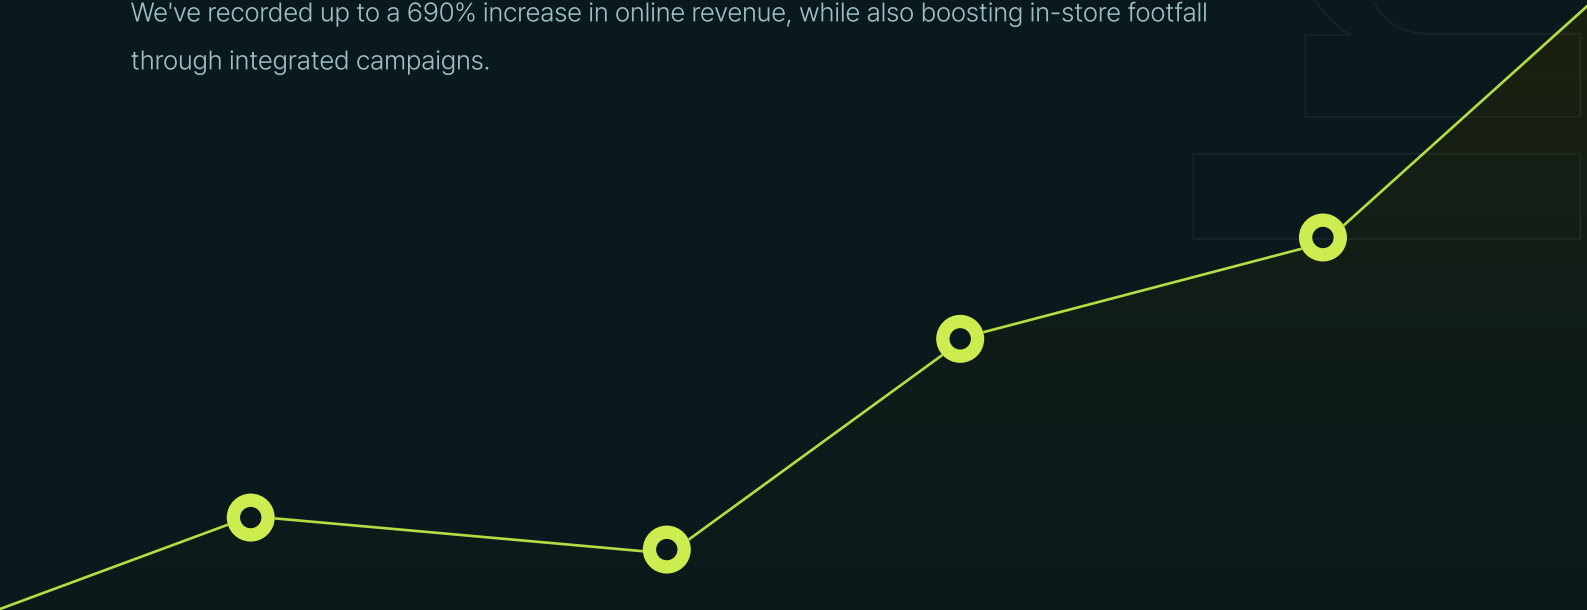 We've recorded up to a 690% increase in online revenue, while also boosting in-store footfall
through integrated campaigns.